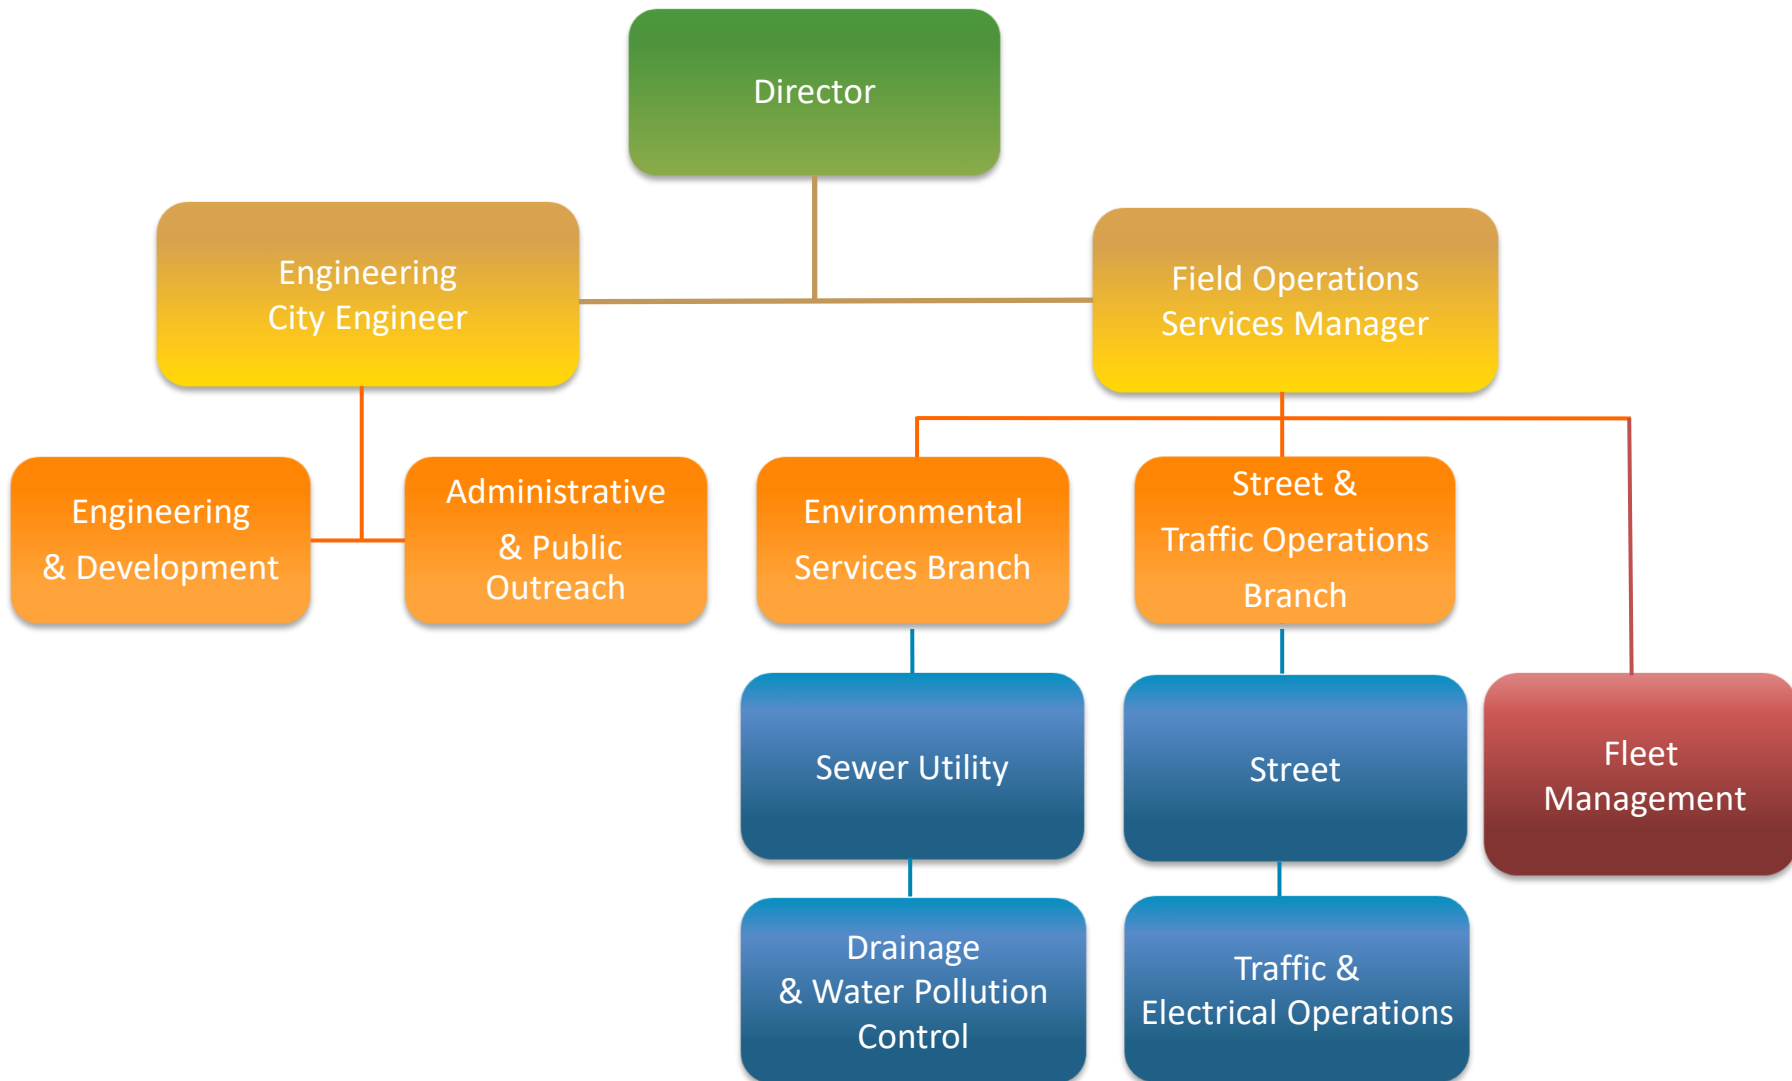 Director
Engineering
City Engineer
Field Operations
Services Manager
Engineering
& Development
Administrative
& Public
Outreach
Environmental
Services Branch
Street &
Traffic Operations
Branch
Sewer Utility
Street
Fleet
Management
Drainage
& Water Pollution
Control
Traffic &
Electrical Operations